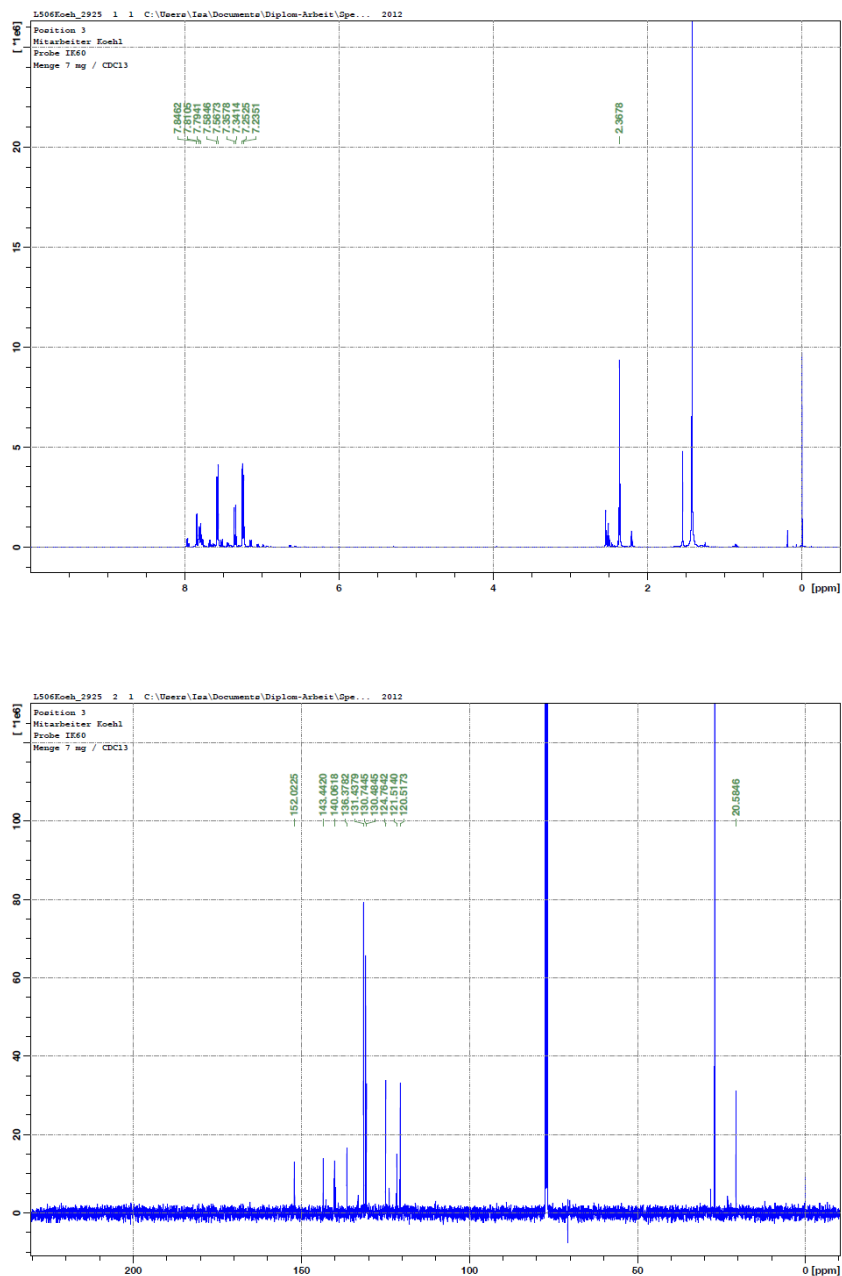 L506Koeh_2925 1 1 C:\Users\Isa\Documents\Diplom-Arbeit\Spe... 2012
[ *1e6]
Position 3
Mitarbeiter Koehl
Probe IK60
Menge 7 mg / CDCl3
7.8462
7.8105
7.7941
7.5846
7.5673
7.3578
7.3414
7.2525
7.2351
2.3678
20
15
10
5
0
8
6
4
2
0 [ppm]
L506Koeh_2925 2 1 C:\Users\Isa\Documents\Diplom-Arbeit\Spe... 2012
[ *1e6]
Position 3
Mitarbeiter Koehl
Probe IK60
Menge 7 mg / CDCl3
152.0225
143.4420
140.0618
136.3782
131.4379
130.7445
130.4845
124.7642
121.5140
120.5173
20.5846
100
80
60
40
20
0
200
150
100
50
0 [ppm]